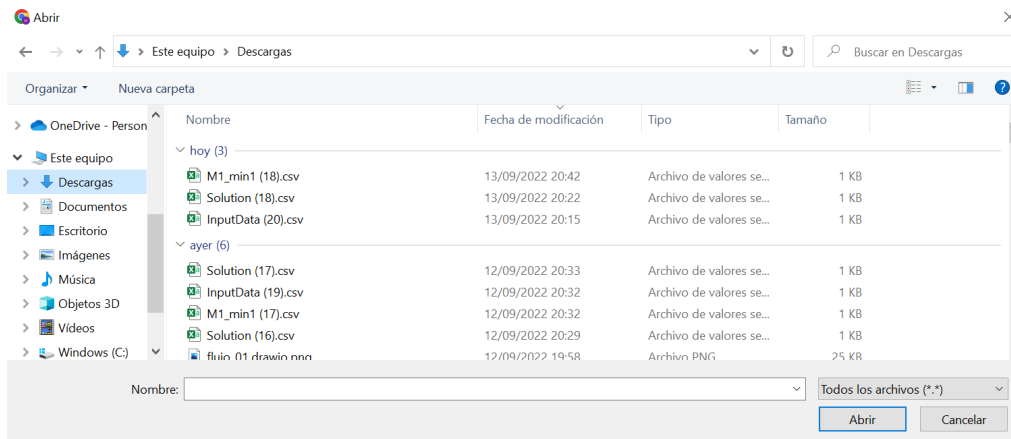 Abrir
Este equipo > Descargas
Buscar en Descargas
Organizar Nueva carpeta
OneDrive - Person
Este equipo
Descargas
Documentos
Escritorio
Imágenes
Música
Objetos 3D
Vídeos
Windows (C:)
Nombre Fecha de modificación Tipo Tamaño
hoy (3)
M1_min1 (18).csv 13/09/2022 20:42 Archivo de valores se... 1 KB
Solution (18).csv 13/09/2022 20:22 Archivo de valores se... 1 KB
InputData (20).csv 13/09/2022 20:15 Archivo de valores se... 1 KB
ayer (6)
Solution (17).csv 12/09/2022 20:33 Archivo de valores se... 1 KB
InputData (19).csv 12/09/2022 20:32 Archivo de valores se... 1 KB
M1_min1 (17).csv 12/09/2022 20:32 Archivo de valores se... 1 KB
Solution (16).csv 12/09/2022 20:29 Archivo de valores se... 1 KB
flujo_01.drawio.png 12/09/2022 19:58 Archivo PNG 25 KB
Nombre: Todos los archivos (*.*)
Abrir Cancelar